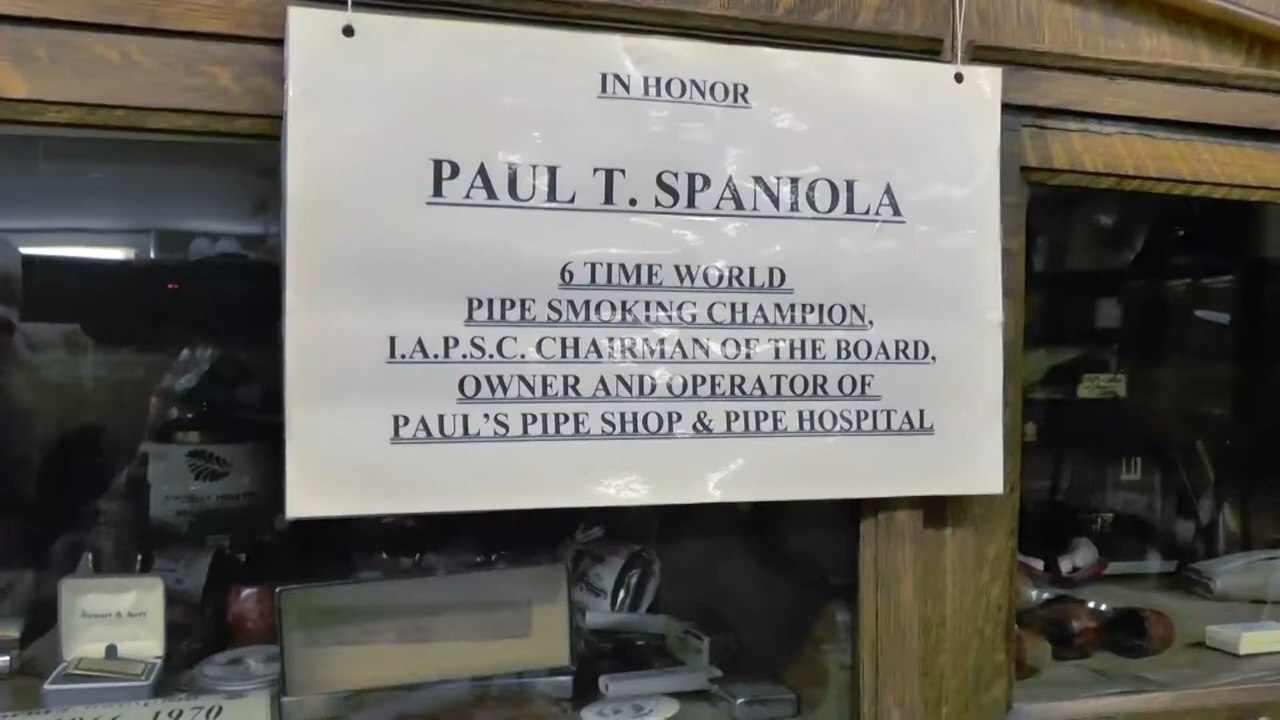 IN HONOR
PAUL T. SPANIOLA
6 TIME WORLD
PIPE SMOKING CHAMPION,
I.A.P.S.C. CHAIRMAN OF THE BOARD,
OWNER AND OPERATOR OF
PAUL'S PIPE SHOP & PIPE HOSPITAL
1970